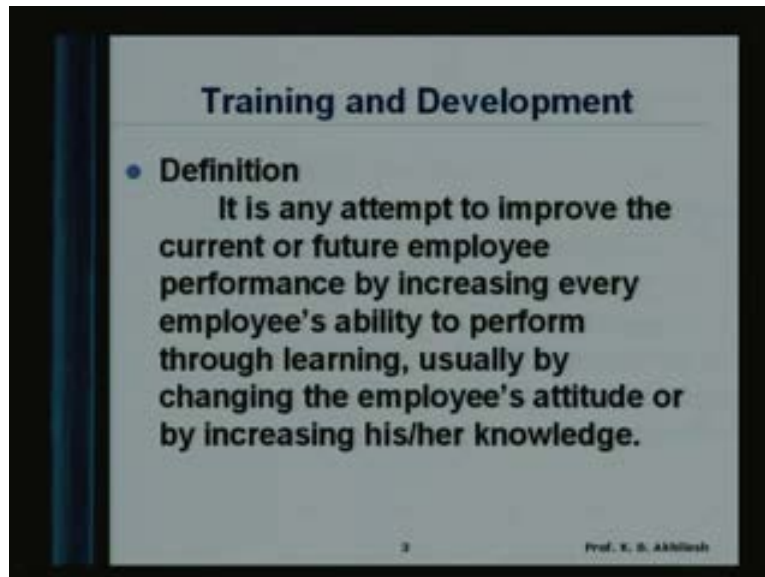 Training and Development
• Definition
It is any attempt to improve the
current or future employee
performance by increasing every
employee's ability to perform
through learning, usually by
changing the employee's attitude or
by increasing his/her knowledge.
Prof. K. B. Akhilesh